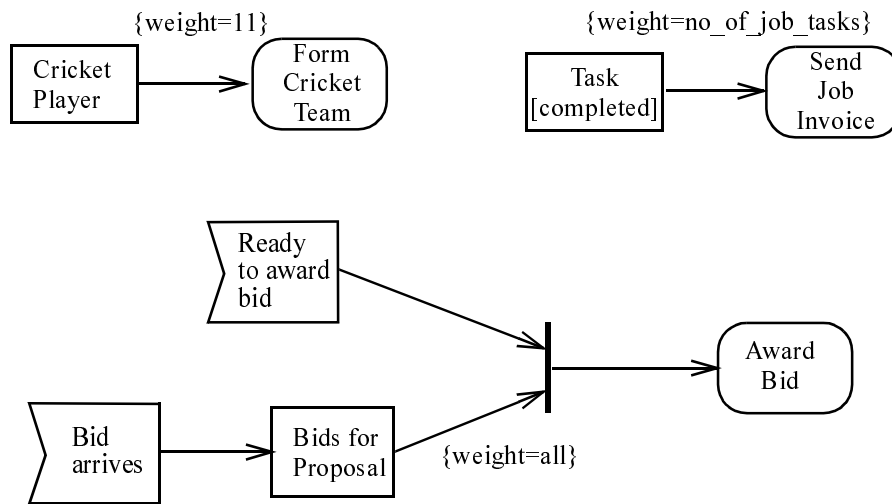 {weight=11}
Cricket
Player
Form
Cricket
Team
{weight=no_of_job_tasks}
Task
[completed]
Send
Job
Invoice
Ready
to award
bid
Award
Bid
Bid
arrives
Bids for
Proposal
{weight=all}